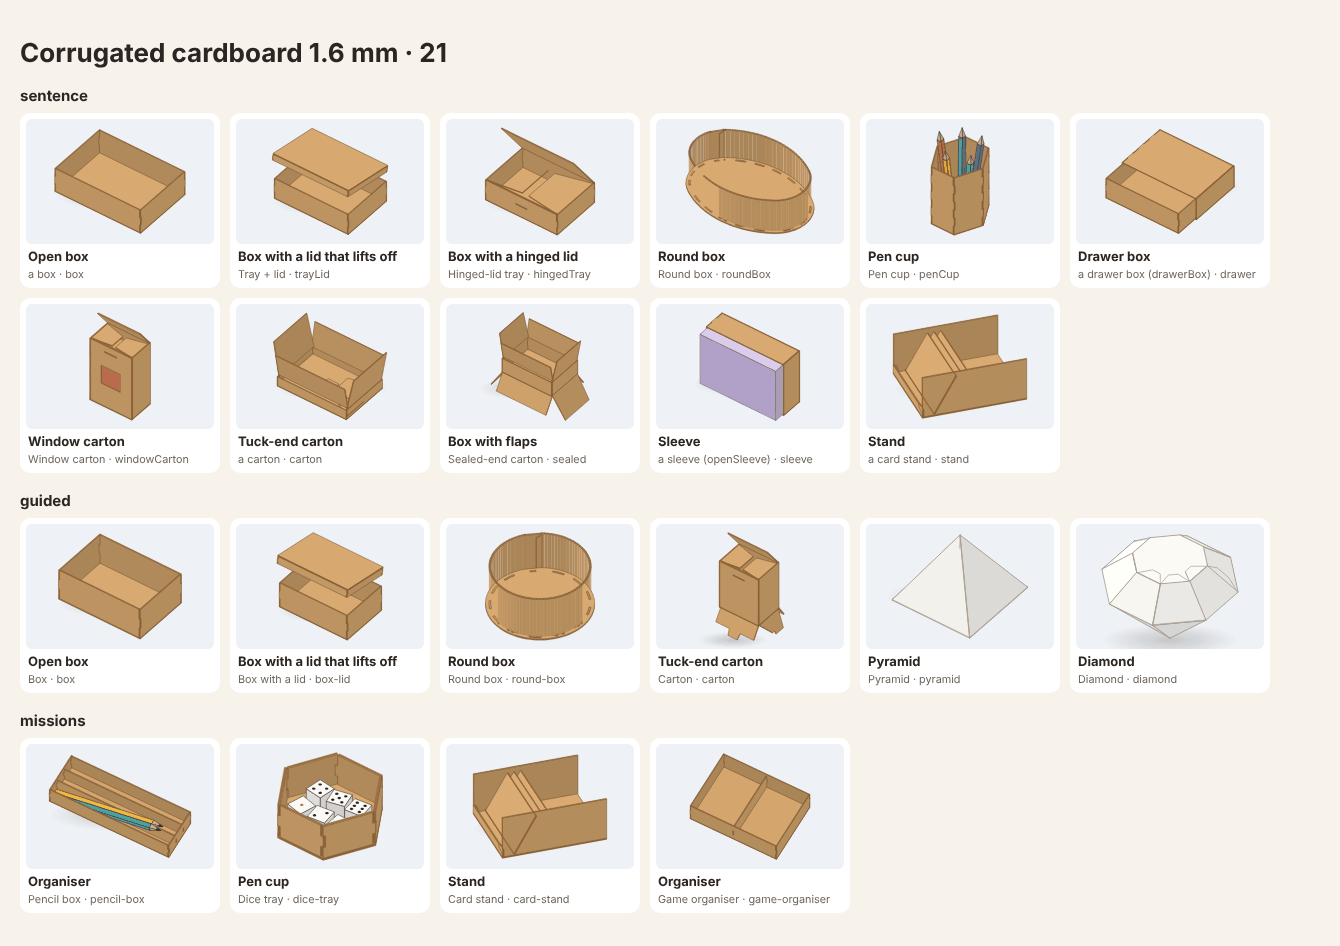 Corrugated cardboard 1.6 mm · 21
sentence
Open box
a box · box
Box with a lid that lifts off
Tray + lid · trayLid
Box with a hinged lid
Hinged-lid tray · hingedTray
Round box
Round box · roundBox
Pen cup
Pen cup · penCup
Drawer box
a drawer box (drawerBox) · drawer
Window carton
Window carton · windowCarton
Tuck-end carton
a carton · carton
Box with flaps
Sealed-end carton · sealed
Sleeve
a sleeve (openSleeve) · sleeve
Stand
a card stand · stand
guided
Open box
Box · box
Box with a lid that lifts off
Box with a lid · box-lid
Round box
Round box · round-box
Tuck-end carton
Carton · carton
Pyramid
Pyramid · pyramid
Diamond
Diamond · diamond
missions
Organiser
Pencil box · pencil-box
Pen cup
Dice tray · dice-tray
Stand
Card stand · card-stand
Organiser
Game organiser · game-organiser